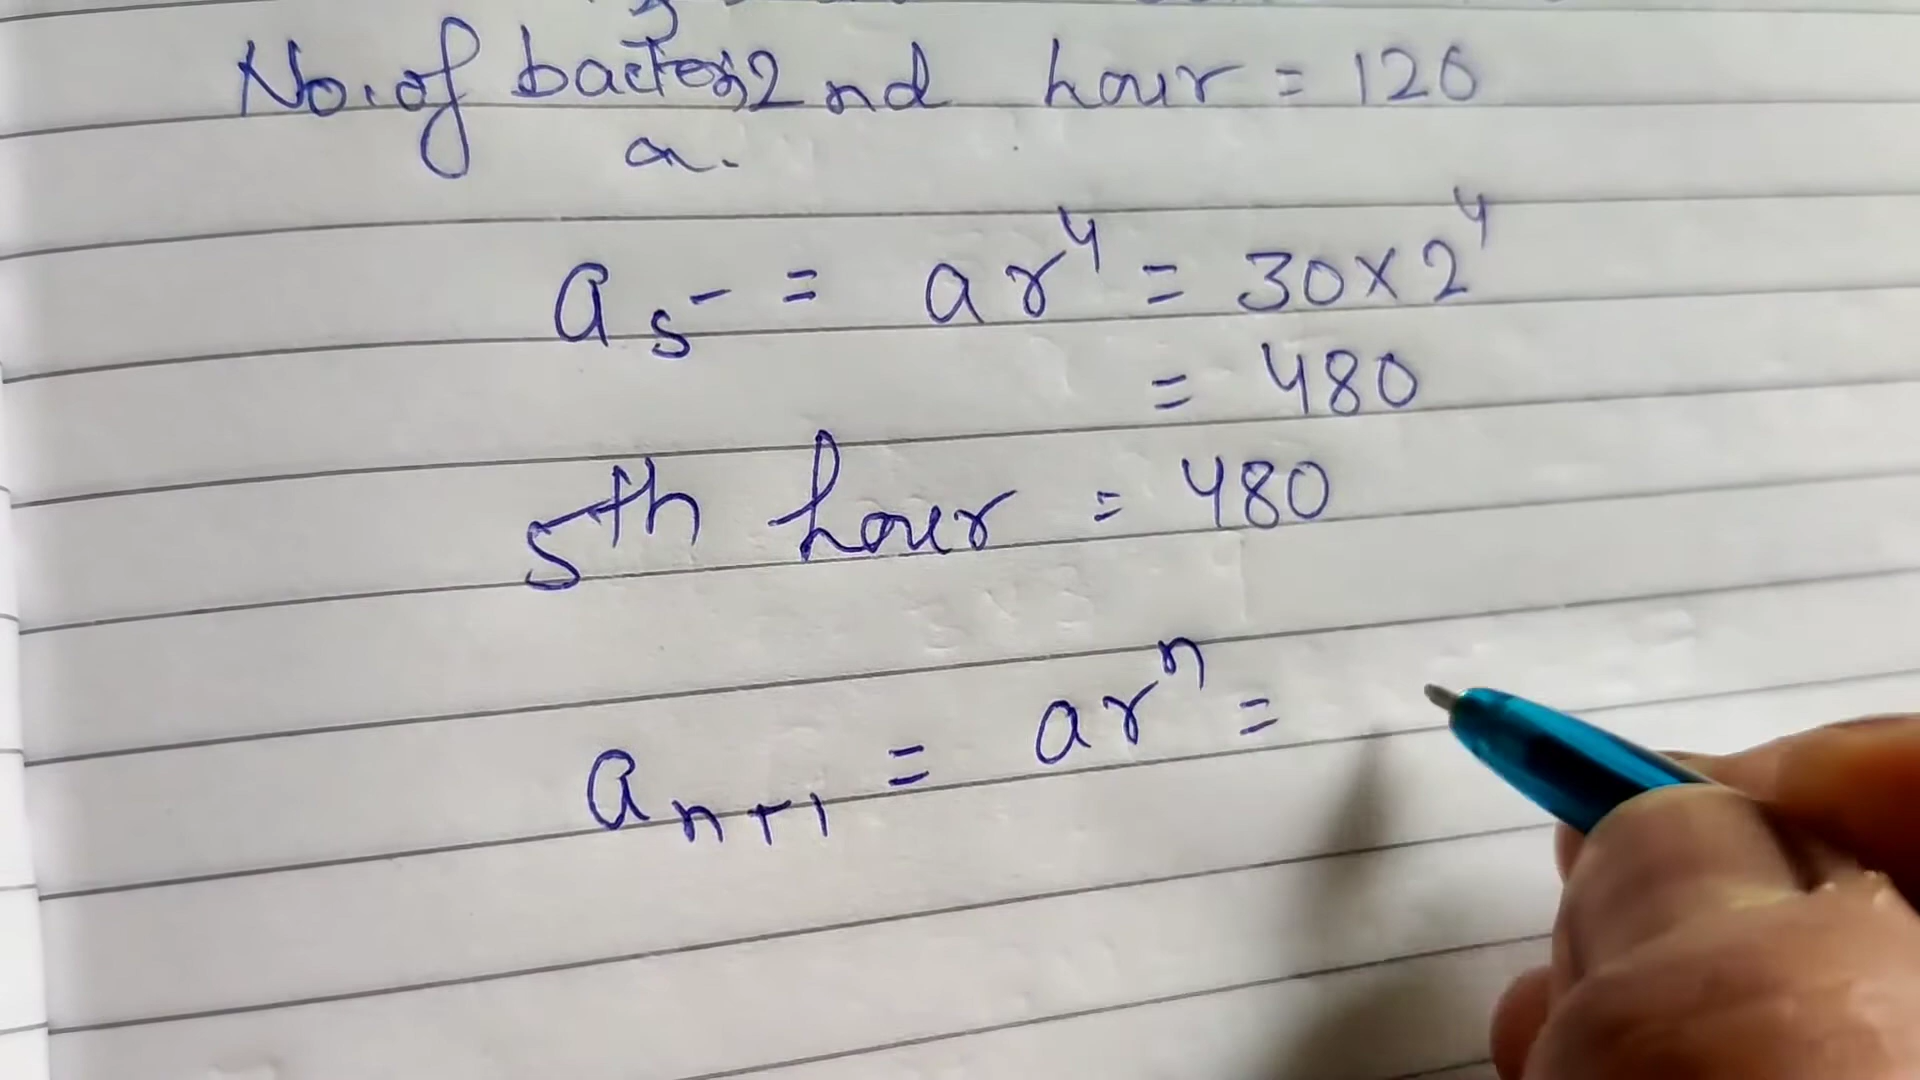 No. of bacteria 2nd hour = 120
a₅ = ar⁴ = 30×2⁴
= 480
5th hour = 480
aₙ₊₁ = arⁿ =